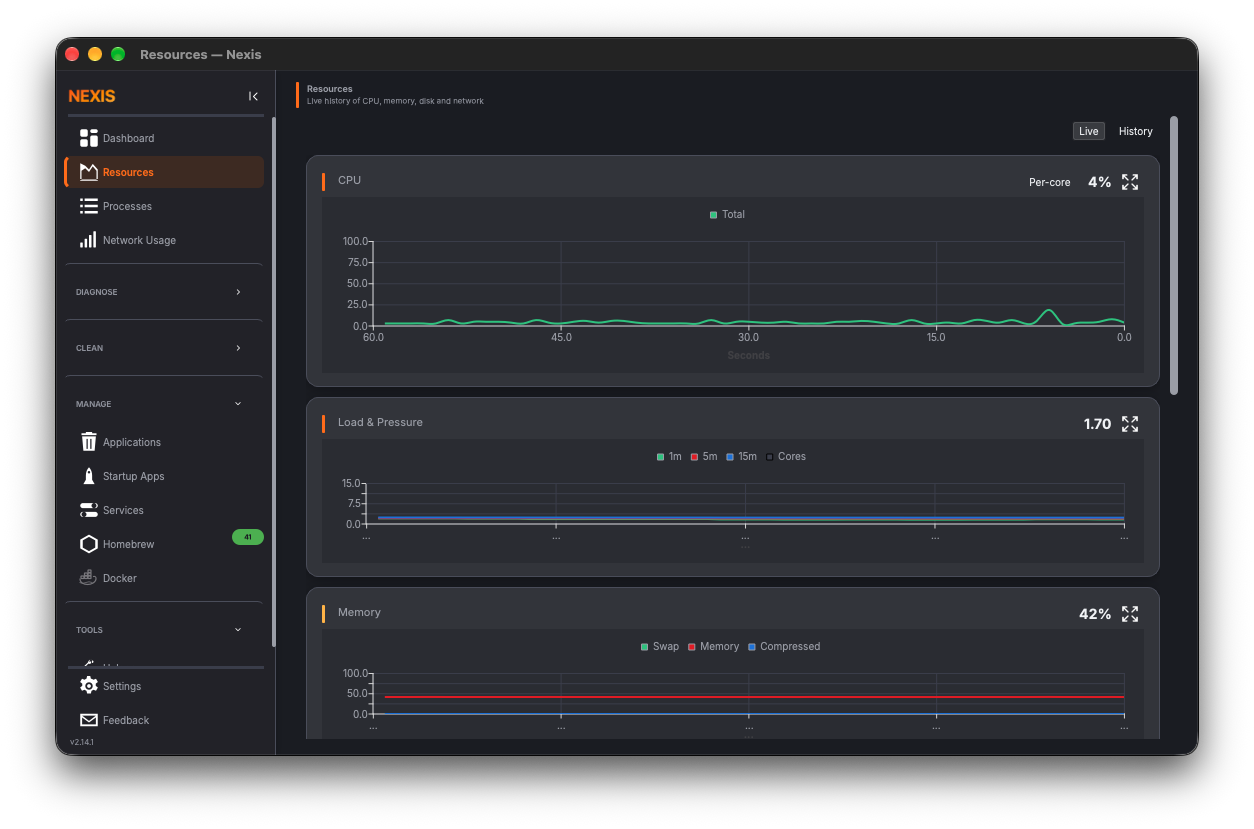 Resources — Nexis
NEXIS
Dashboard
Resources
Processes
Network Usage
DIAGNOSE
CLEAN
MANAGE
Applications
Startup Apps
Services
Homebrew
41
Docker
TOOLS
Settings
Feedback
v2.14.1
Resources
Live history of CPU, memory, disk and network
Live
History
CPU
Per-core
4%
Total
100.0
75.0
50.0
25.0
0.0
60.0
45.0
30.0
15.0
0.0
Seconds
Load & Pressure
1.70
1m
5m
15m
Cores
15.0
7.5
0.0
...
...
...
...
...
...
Memory
42%
Swap
Memory
Compressed
100.0
50.0
0.0
...
...
...
...
...